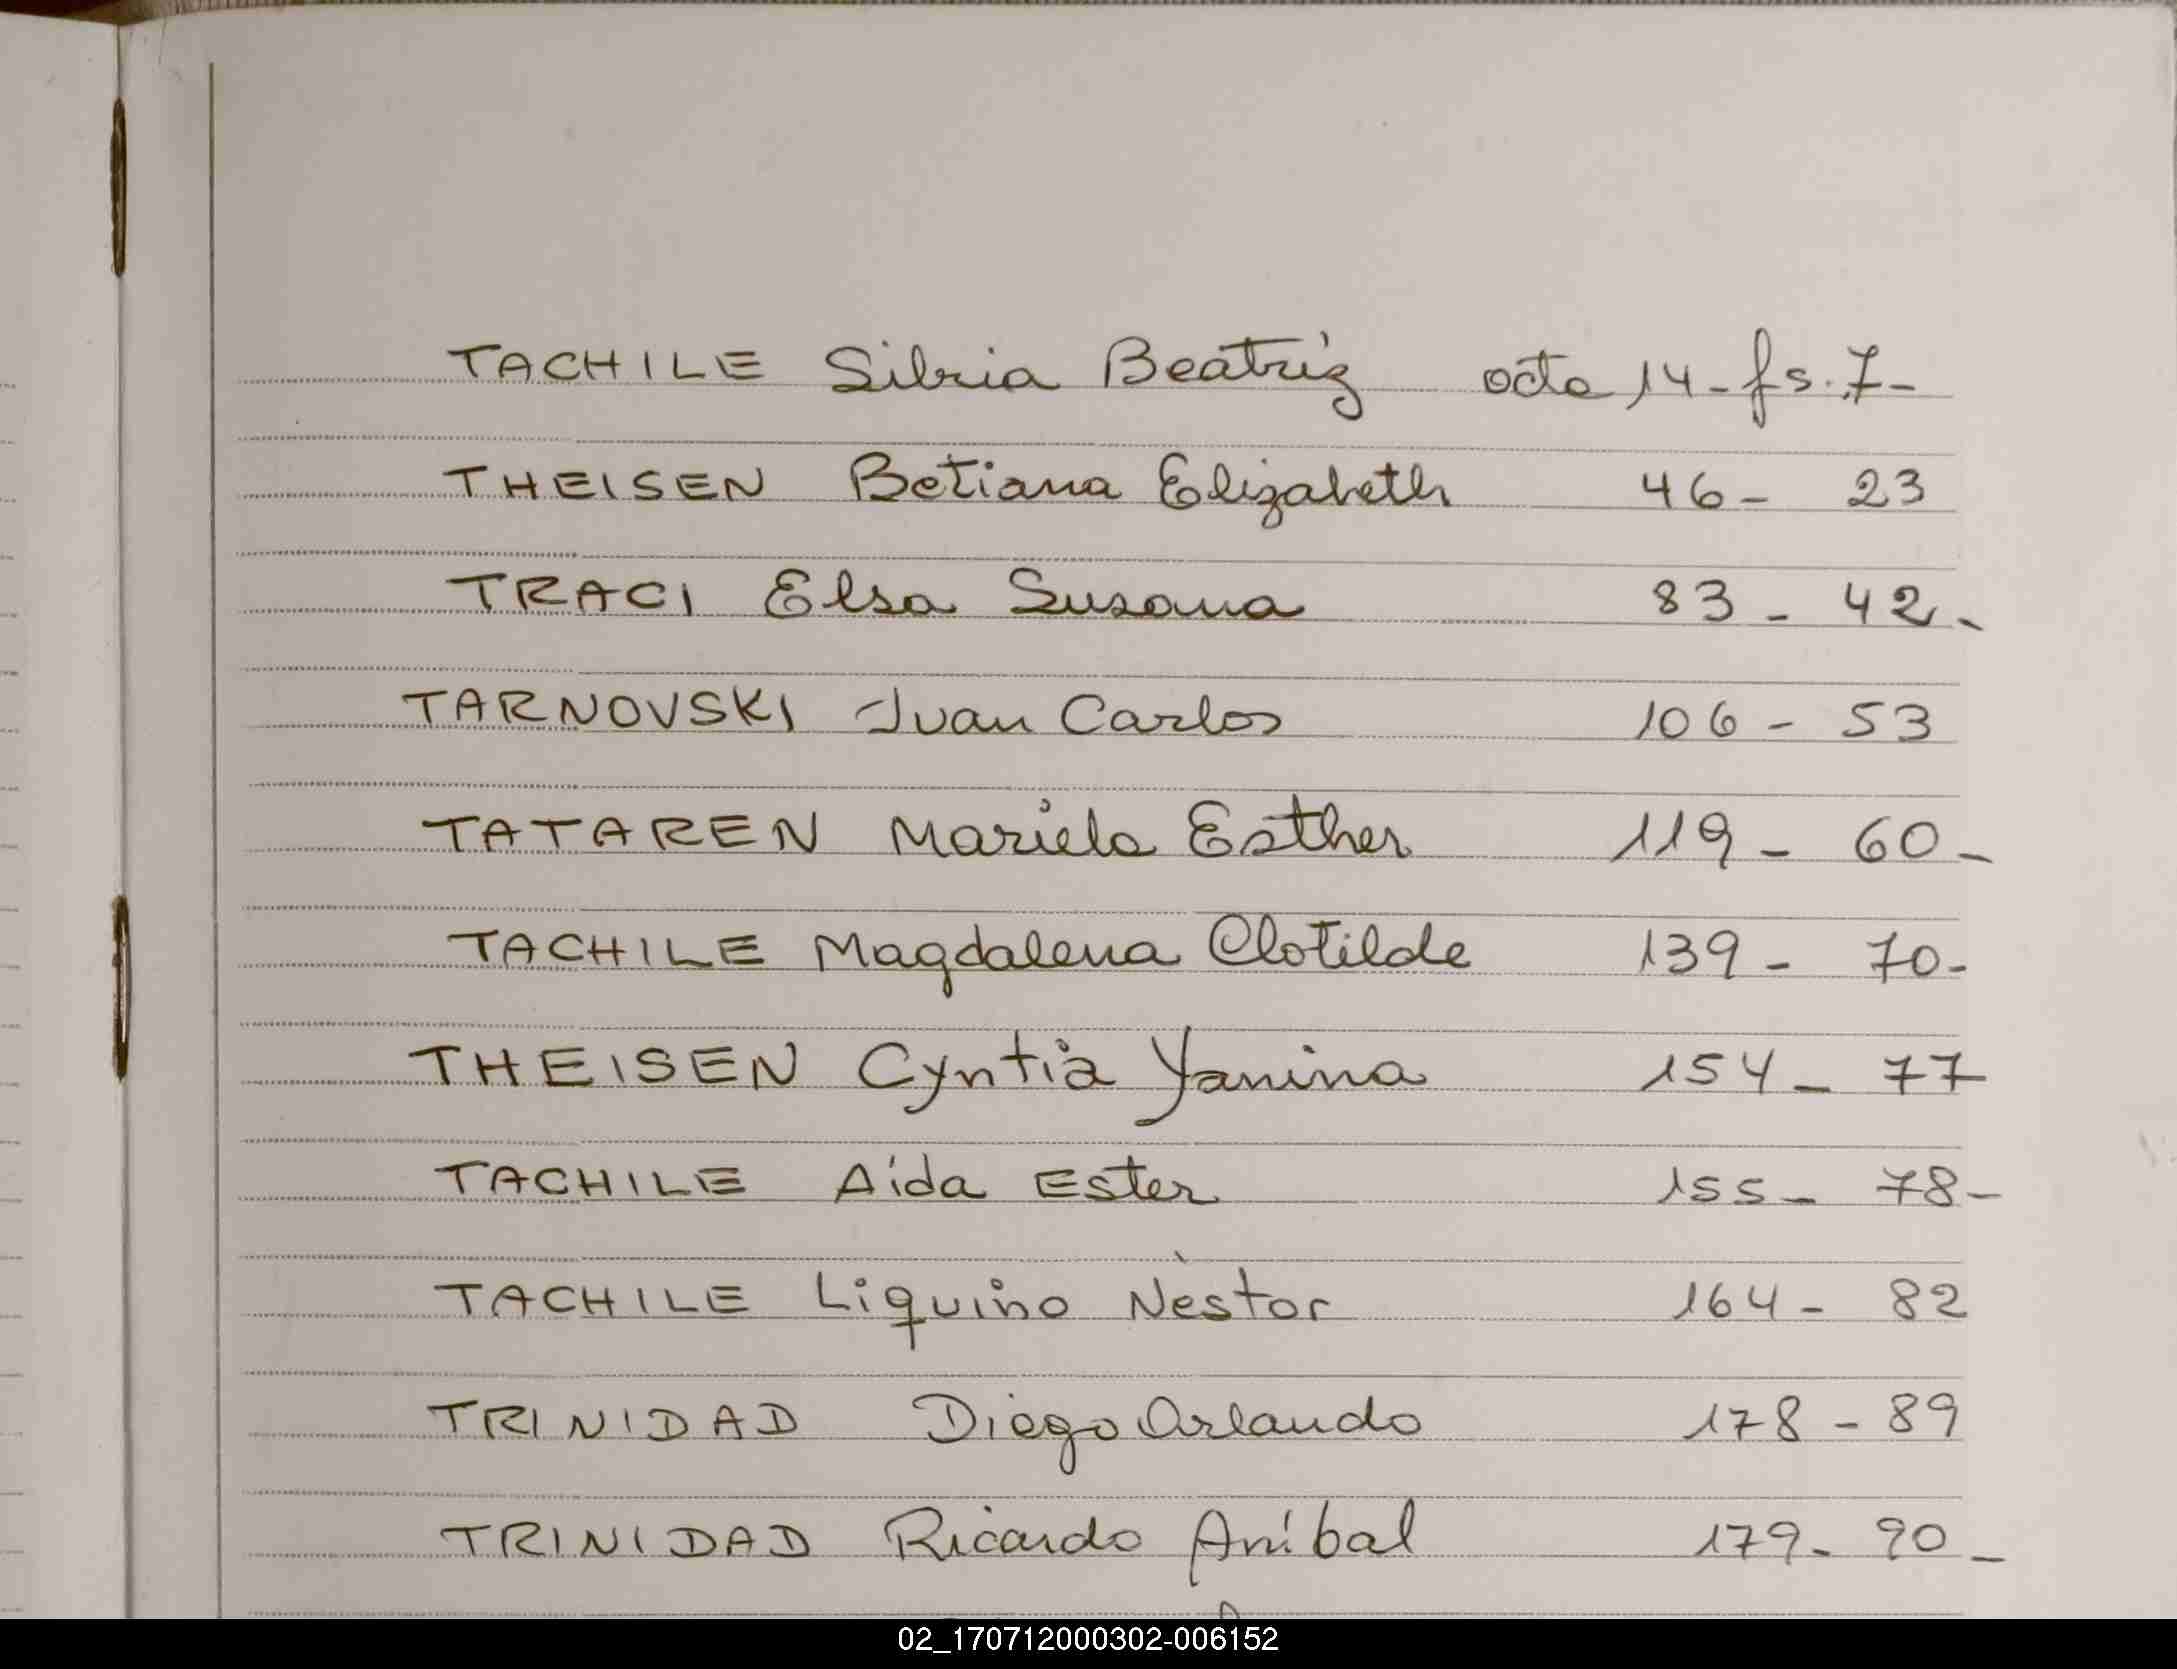 TACHILE Silvia Beatríz acta 14 - fs. 7 -
THEISEN Betiana Elizabeth 46 - 23
TRACI Elsa Susana 83 - 42 -
TARNOVSKI Juan Carlos 106 - 53
TATAREN Mariela Esther 119 - 60 -
TACHILE Magdalena Clotilde 139 - 70 -
THEISEN Cyntia Yanina 154 - 77
TACHILE Aída Ester 155 - 78 -
TACHILE Liquino Nèstor 164 - 82
TRINIDAD Diego Orlando 178 - 89
TRINIDAD Ricardo Aníbal 179 - 90 -
02_170712000302-006152